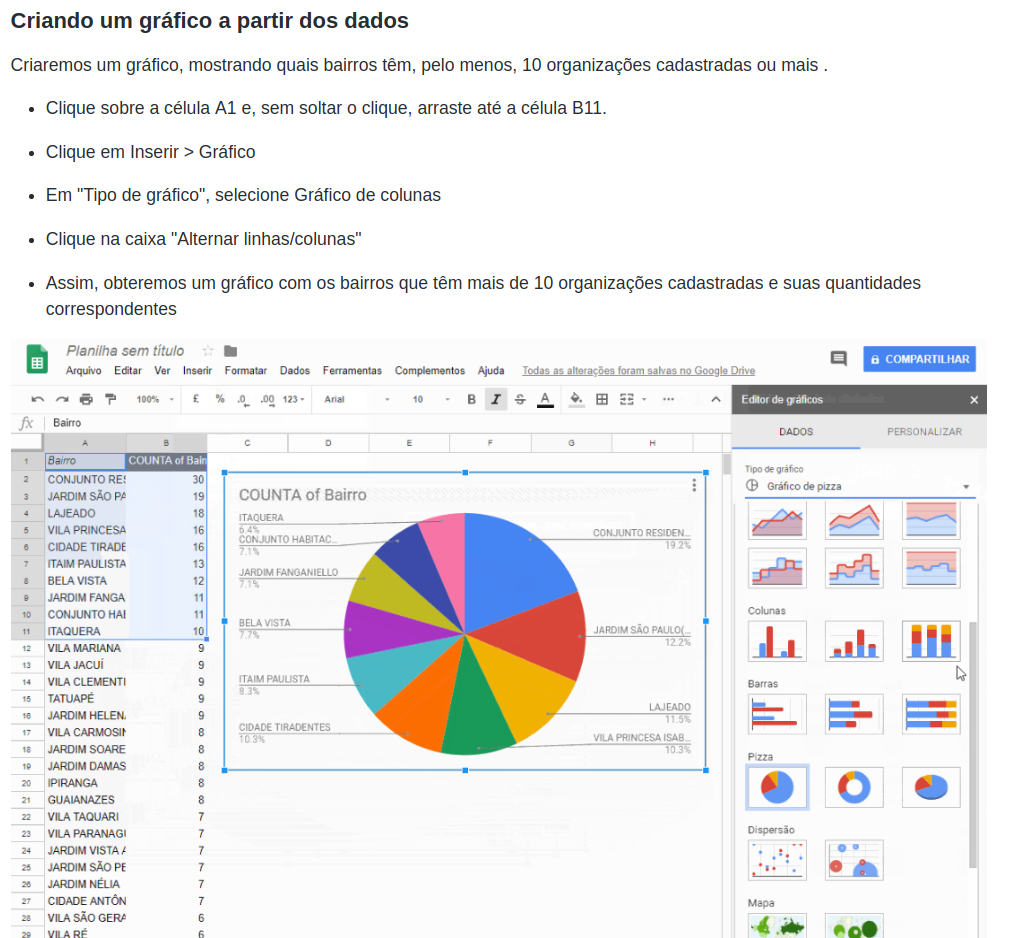 Criando um gráfico a partir dos dados
Criaremos um gráfico, mostrando quais bairros têm, pelo menos, 10 organizações cadastradas ou mais .
Clique sobre a célula A1 e, sem soltar o clique, arraste até a célula B11.
Clique em Inserir > Gráfico
Em "Tipo de gráfico", selecione Gráfico de colunas
Clique na caixa "Alternar linhas/colunas"
Assim, obteremos um gráfico com os bairros que têm mais de 10 organizações cadastradas e suas quantidades
correspondentes
Planilha sem título
COMPARTILHAR
Arquivo Editar Ver Inserir Formatar Dados Ferramentas Complementos Ajuda Todas as alterações foram salvas no Google Drive
100% £ % .0 .00 123 Arial 10 B I S A
Editor de gráficos
fx Bairro
DADOS PERSONALIZAR
A B C D E F G H
1 Bairro COUNTA of Bair
2 CONJUNTO RES 30
3 JARDIM SÃO PA 19
4 LAJEADO 18
5 VILA PRINCESA 16
6 CIDADE TIRADE 16
7 ITAIM PAULISTA 13
8 BELA VISTA 12
9 JARDIM FANGA 11
10 CONJUNTO HAB 11
11 ITAQUERA 10
12 VILA MARIANA 9
13 VILA JACUÍ 9
14 VILA CLEMENTI 9
15 TATUAPÉ 9
16 JARDIM HELENA 9
17 VILA CARMOSIN 8
18 JARDIM SOARE 8
19 JARDIM DAMAS 8
20 IPIRANGA 8
21 GUAIANAZES 8
22 VILA TAQUARI 7
23 VILA PARANAGU 7
24 JARDIM VISTA A 7
25 JARDIM SÃO PE 7
26 JARDIM NÉLIA 7
27 CIDADE ANTÔN 7
28 VILA SÃO GERA 6
29 VILA RÉ 6
COUNTA of Bairro
ITAQUERA
6.4%
CONJUNTO HABITAC...
7.1%
JARDIM FANGANIELLO
7.1%
BELA VISTA
7.7%
ITAIM PAULISTA
8.3%
CIDADE TIRADENTES
10.3%
CONJUNTO RESIDEN...
19.2%
JARDIM SÃO PAULO(...
12.2%
LAJEADO
11.5%
VILA PRINCESA ISAB...
10.3%
Tipo de gráfico
Gráfico de pizza
Colunas
Barras
Pizza
Dispersão
Mapa